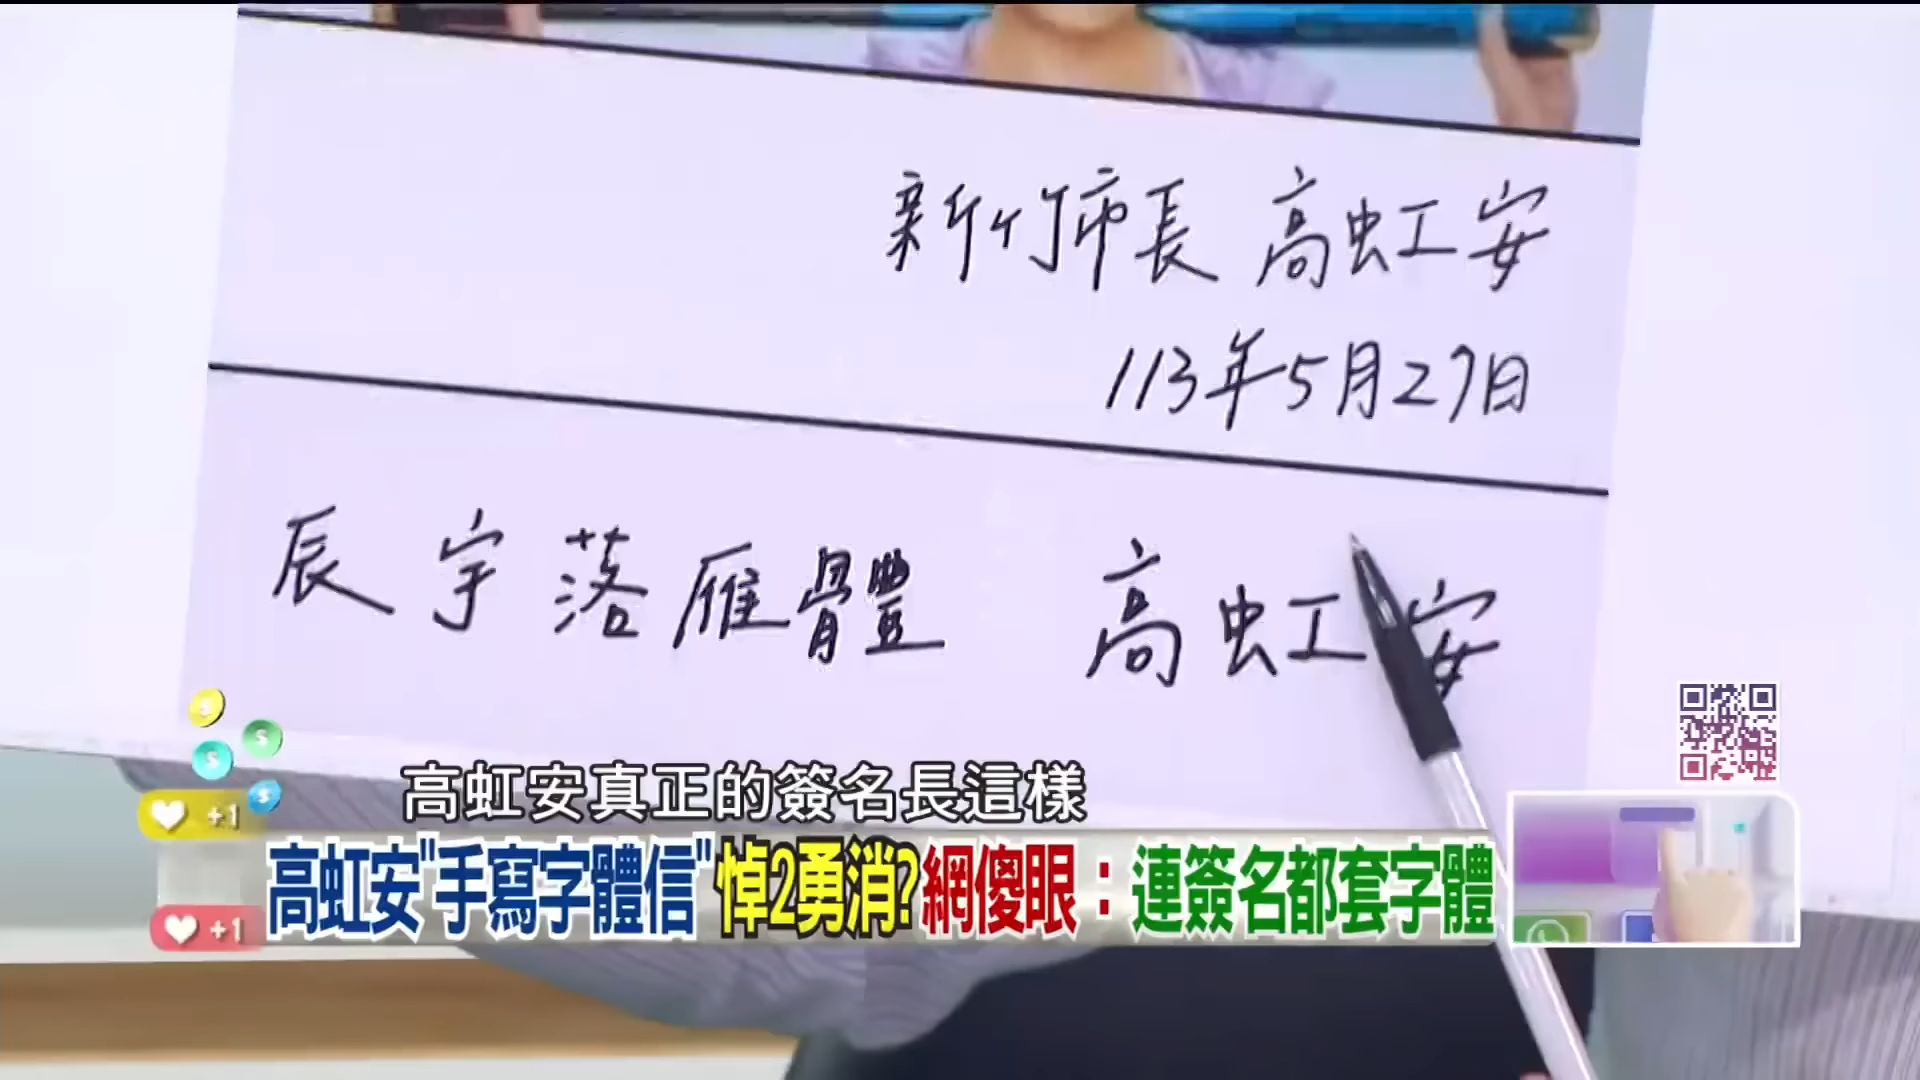 新竹市長 高虹安
113年5月27日
辰宇落雁體 高虹安
高虹安真正的簽名長這樣
+1
高虹安"手寫字體信"悼2勇消?網傻眼：連簽名都套字體
+1